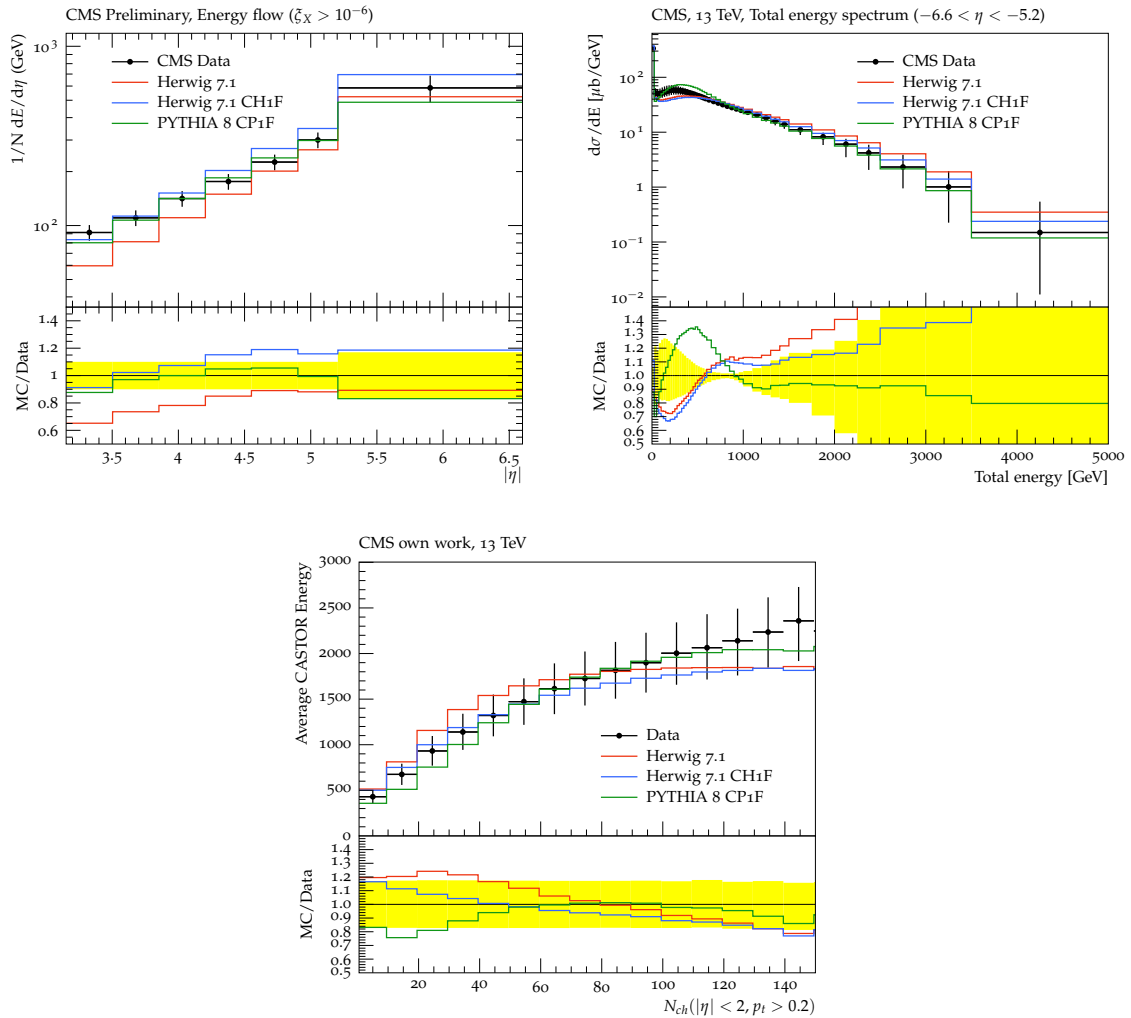 CMS Preliminary, Energy flow (ξ_X > 10^−6)
10^3
10^2
1/N dE/dη (GeV)
CMS Data
Herwig 7.1
Herwig 7.1 CH1F
PYTHIA 8 CP1F
1.4
1.2
1.0
0.8
0.6
MC/Data
3.5 4 4.5 5 5.5 6 6.5
|η|
CMS, 13 TeV, Total energy spectrum (−6.6 < η < −5.2)
10^2
10^1
1
10^−1
10^−2
dσ/dE [μb/GeV]
CMS Data
Herwig 7.1
Herwig 7.1 CH1F
PYTHIA 8 CP1F
1.4
1.3
1.2
1.1
1.0
0.9
0.8
0.7
0.6
0.5
MC/Data
0 1000 2000 3000 4000 5000
Total energy [GeV]
CMS own work, 13 TeV
3000
2500
2000
1500
1000
500
0
Average CASTOR Energy
Data
Herwig 7.1
Herwig 7.1 CH1F
PYTHIA 8 CP1F
1.4
1.3
1.2
1.1
1.0
0.9
0.8
0.7
0.6
0.5
MC/Data
20 40 60 80 100 120 140
N_ch(|η| < 2, p_t > 0.2)